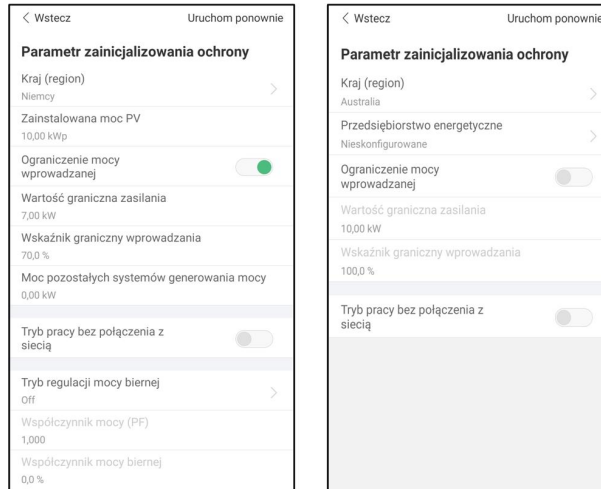 < Wstecz Uruchom ponownie
Parametr zainicjalizowania ochrony
Kraj (region)
Niemcy
Zainstalowana moc PV
10,00 kWp
Ograniczenie mocy
wprowadzanej
Wartość graniczna zasilania
7,00 kW
Wskaźnik graniczny wprowadzania
70,0 %
Moc pozostałych systemów generowania mocy
0,00 kW
Tryb pracy bez połączenia z
siecią
Tryb regulacji mocy biernej
Off
Współczynnik mocy (PF)
1,000
Współczynnik mocy biernej
0,0 %
< Wstecz Uruchom ponownie
Parametr zainicjalizowania ochrony
Kraj (region)
Australia
Przedsiębiorstwo energetyczne
Nieskonfigurowane
Ograniczenie mocy
wprowadzanej
Wartość graniczna zasilania
10,00 kW
Wskaźnik graniczny wprowadzania
100,0 %
Tryb pracy bez połączenia z
siecią